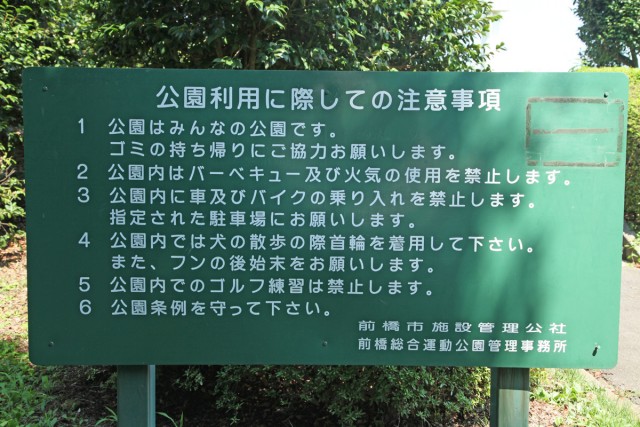 公園利用に際しての注意事項
1 公園はみんなの公園です。
ゴミの持ち帰りにご協力お願いします。
2 公園内はバーベキュー及び火気の使用を禁止します。
3 公園内に車及びバイクの乗り入れを禁止します。
指定された駐車場にお願いします。
4 公園内では犬の散歩の際首輪を着用して下さい。
また、フンの後始末をお願いします。
5 公園内でのゴルフ練習は禁止します。
6 公園条例を守って下さい。
前橋市施設管理公社
前橋総合運動公園管理事務所